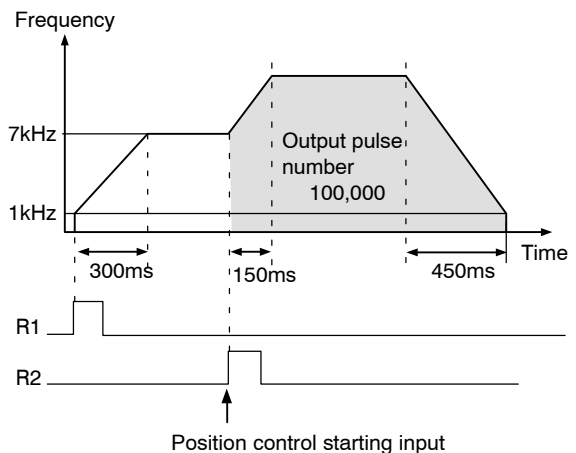 Frequency
7kHz
Output pulse
number
100,000
1kHz
Time
300ms
150ms
450ms
R1
R2
Position control starting input